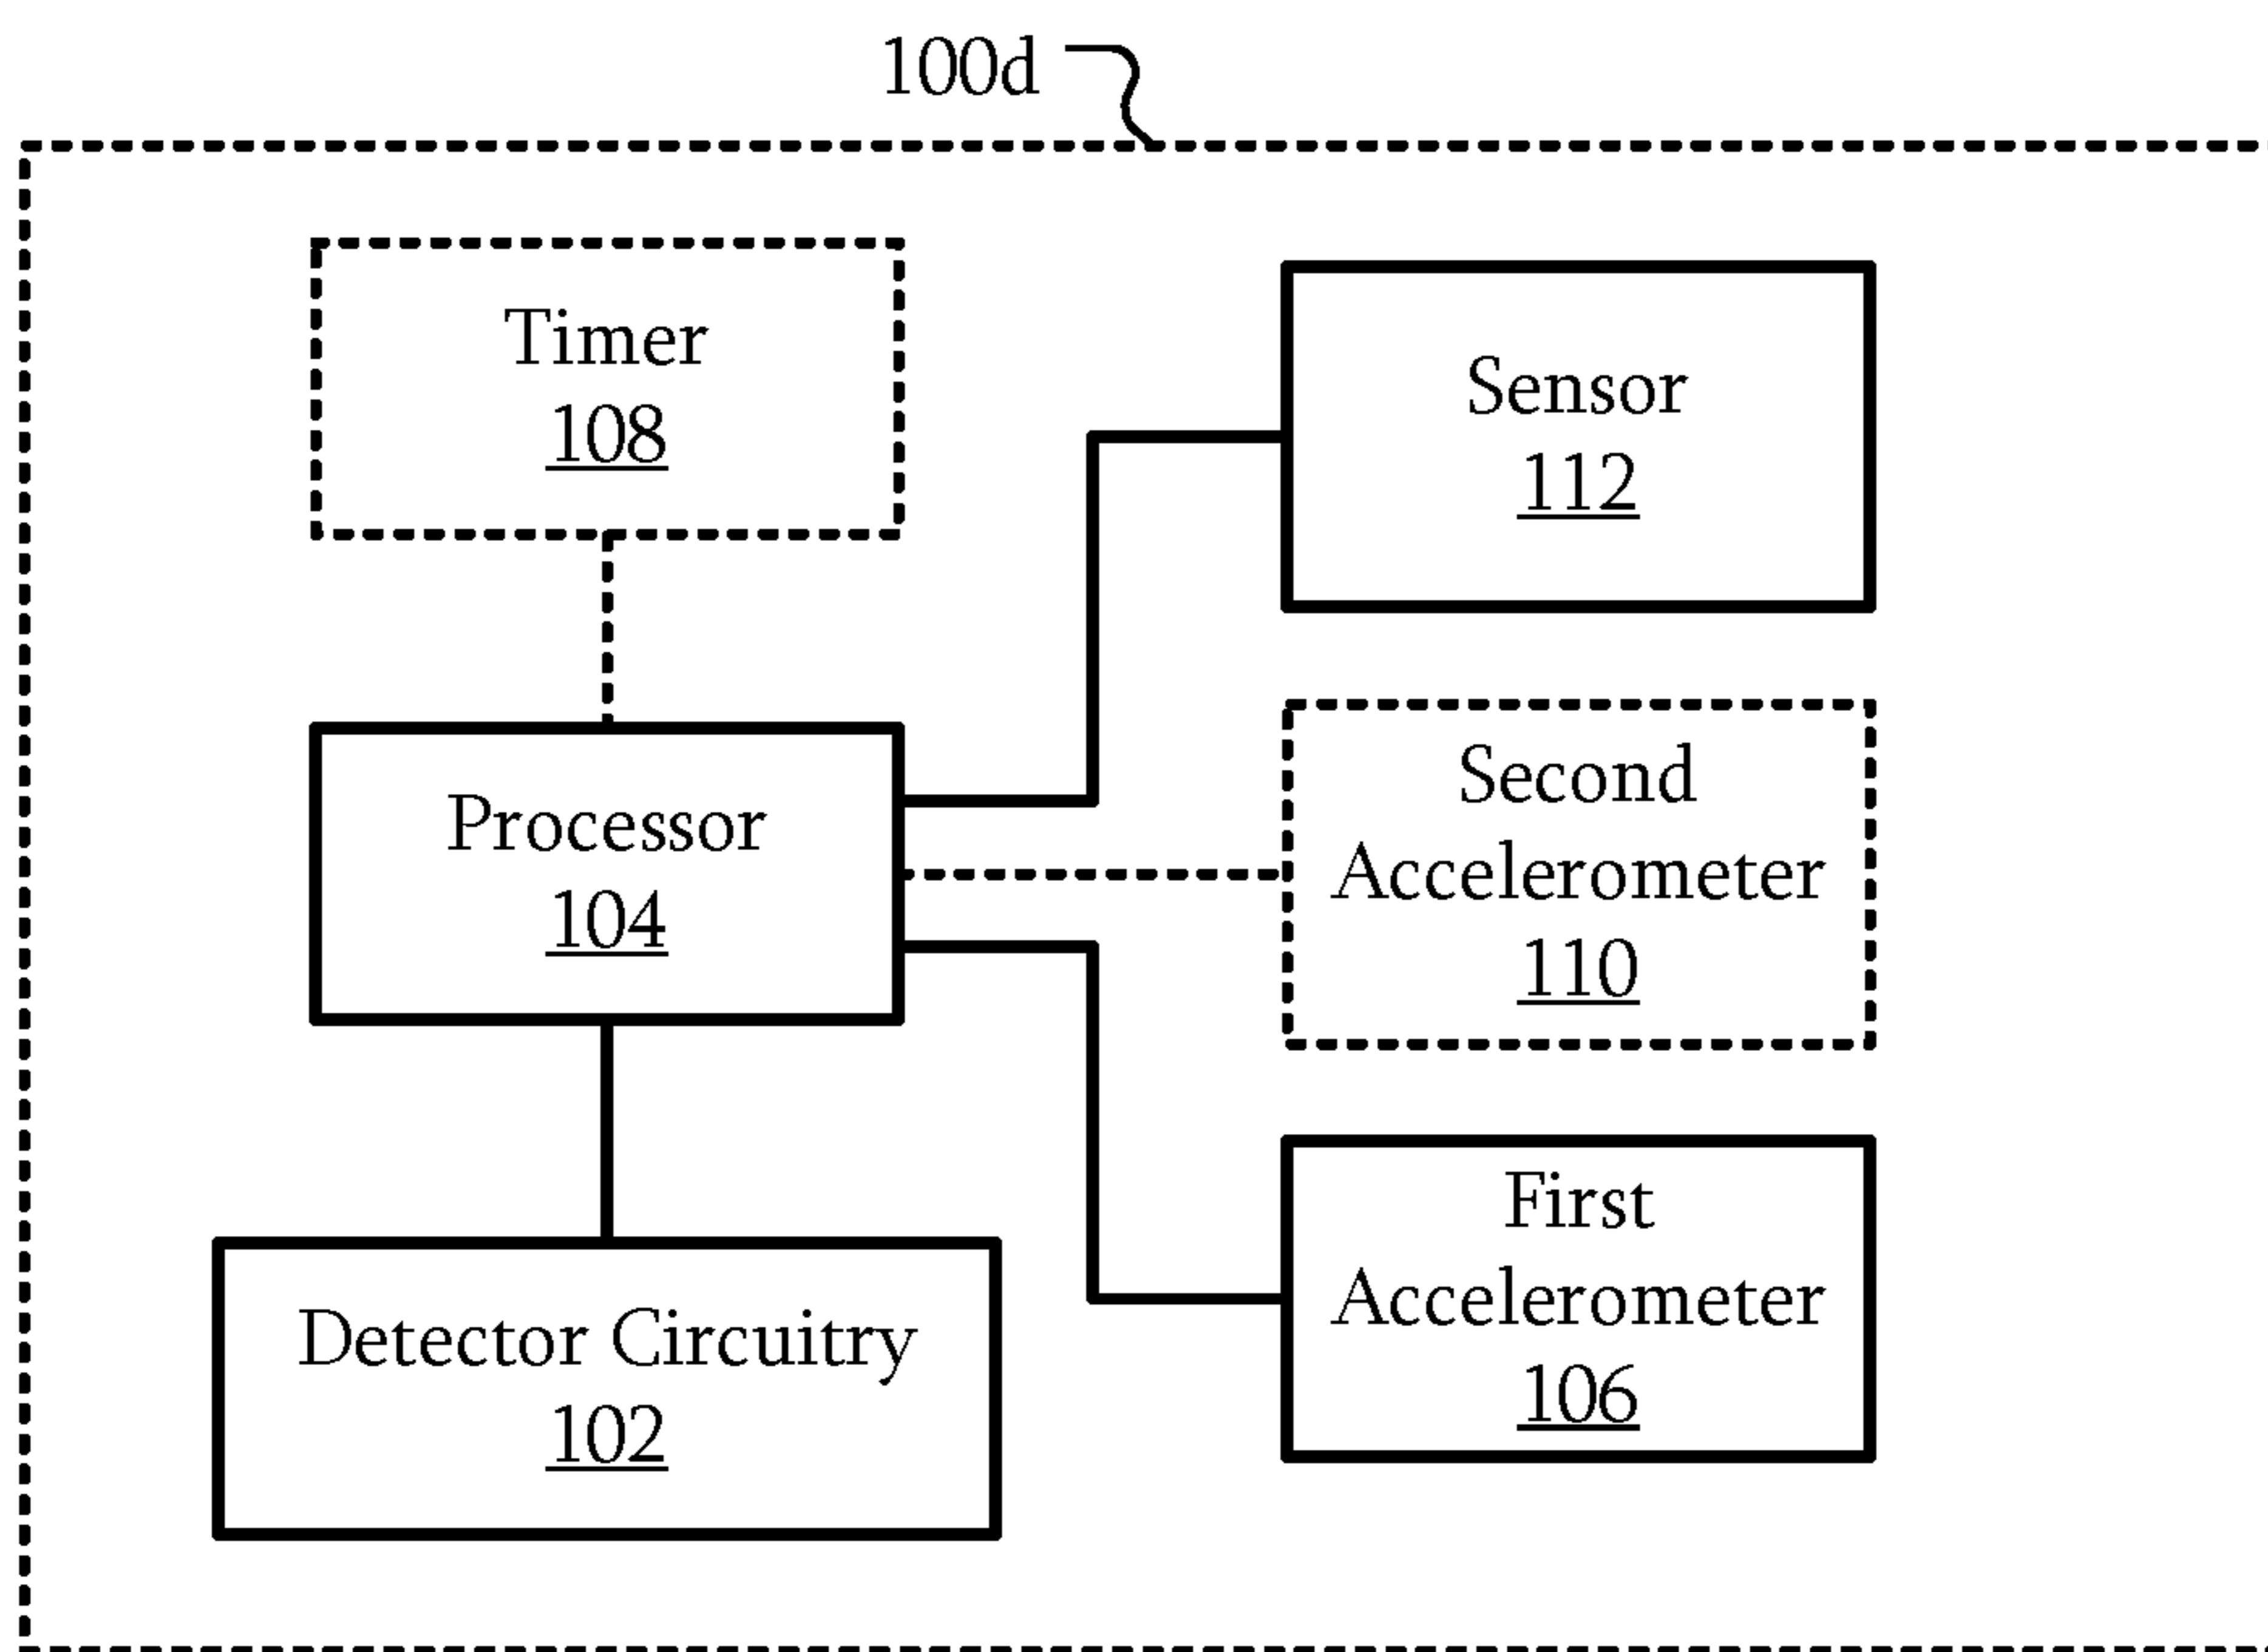 100d
Timer
108
Sensor
112
Processor
104
Second
Accelerometer
110
Detector Circuitry
102
First
Accelerometer
106